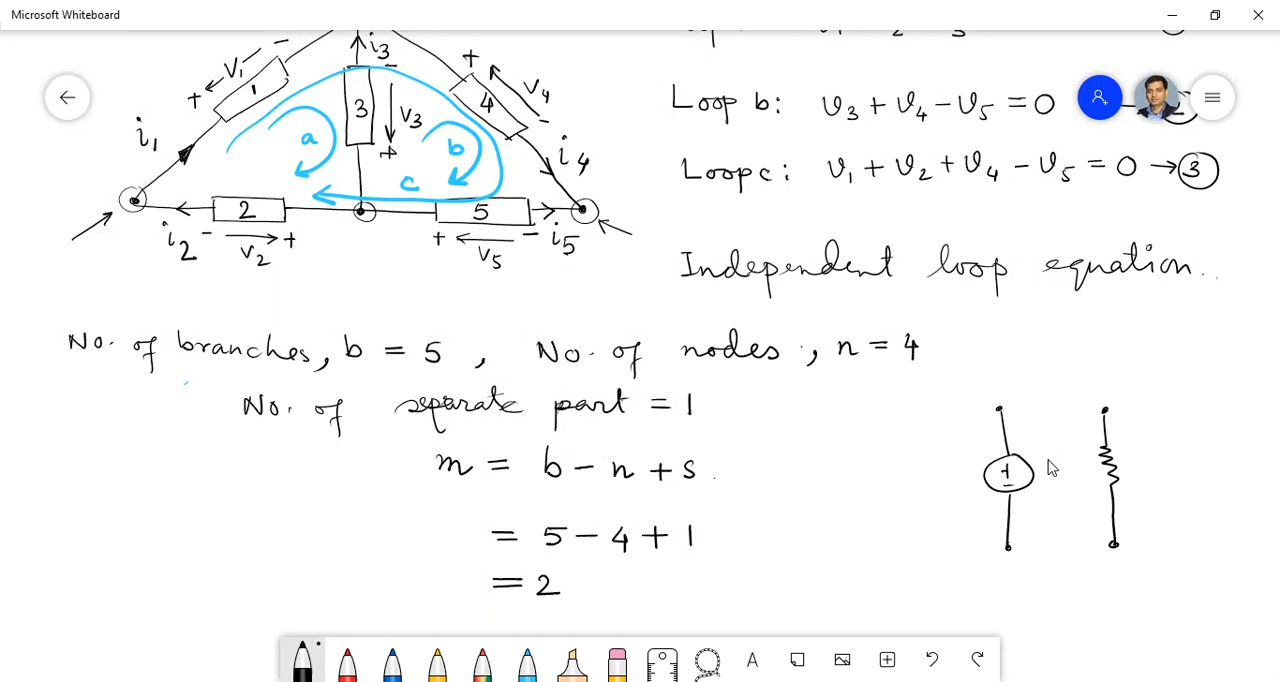 Microsoft Whiteboard
i3
+ V1 -
+ V4 -
1
3
4
V3
+
a
b
c
i1
i4
2
5
i2 - V2 +
+ V5 - i5
Loop b: v3 + v4 - v5 = 0
Loop c: v1 + v2 + v4 - v5 = 0 → 3
Independent loop equation.
No. of branches, b = 5 , No. of nodes , n = 4
No. of separate part = 1
m = b - n + s
= 5 - 4 + 1
= 2
+
-
A